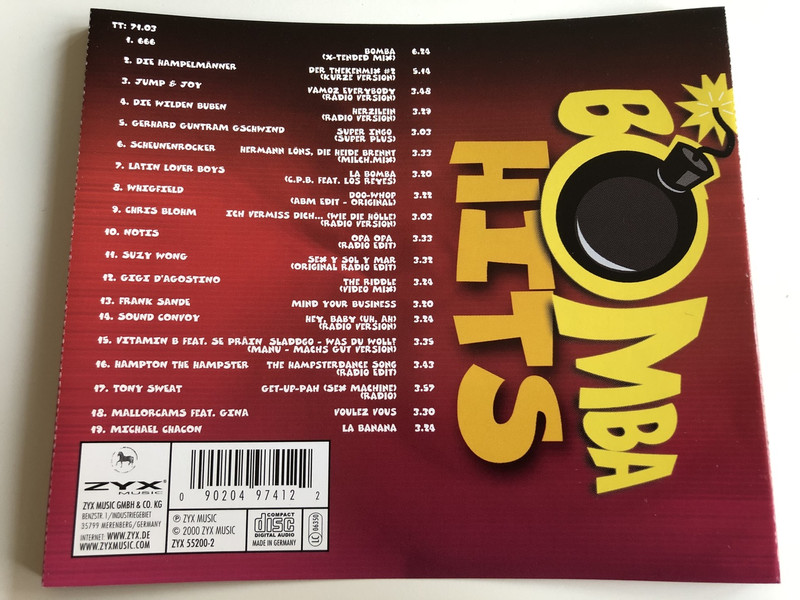 TT: 71.03
1. 666 BOMBA 6.24
(X-TENDED MIX)
2. DIE HAMPELMÄNNER DER THEKENMIX #2 5.14
(KURZE VERSION)
3. JUMP & JOY VAMOZ EVERYBODY 3.48
(RADIO VERSION)
4. DIE WILDEN BUBEN HERZILEIN 3.29
(RADIO VERSION)
5. GERHARD GUNTRAM GSCHWIND SUPER INGO 3.03
(SUPER PLUS)
6. SCHEUNENROCKER HERMANN LÖNS, DIE HEIDE BRENNT 3.33
(MILCH.MIX)
7. LATIN LOVER BOYS LA BOMBA 3.20
(C.P.B. FEAT. LOS REYES)
8. WHIGFIELD DOO-WHOP 3.22
(ABM EDIT - ORIGINAL)
9. CHRIS BLOHM ICH VERMISS DICH... (WIE DIE HÖLLE) 3.03
(RADIO VERSION)
10. NOTIS OPA OPA 3.33
(RADIO EDIT)
11. SUZY WONG SEX Y SOL Y MAR 3.32
(ORIGINAL RADIO EDIT)
12. GIGI D'AGOSTINO THE RIDDLE 3.24
(VIDEO MIX)
13. FRANK SANDE MIND YOUR BUSINESS 3.20
14. SOUND CONVOY HEY, BABY (UH, AH) 3.24
(RADIO VERSION)
15. VITAMIN B FEAT. SE PRÄIN SLADDGO - WAS DU WOLL? 3.35
(MANU - MACHS GUT VERSION)
16. HAMPTON THE HAMPSTER THE HAMPSTERDANCE SONG 3.43
(RADIO EDIT)
17. TONY SWEAT GET-UP-PAH (SEX MACHINE) 3.57
(RADIO)
18. MALLORCAMS FEAT. GINA VOULEZ VOUS 3.30
19. MICHAEL CHACON LA BANANA 3.24
BOMBA
HITS
ZYX
MUSIC
ZYX MUSIC GMBH & CO. KG
BENZSTR. 1/INDUSTRIEGEBIET
35799 MERENBERG/GERMANY
INTERNET: WWW.ZYX.DE
WWW.ZYXMUSIC.COM
0 90204 97412 2
℗ ZYX MUSIC
© 2000 ZYX MUSIC
ZYX 55200-2
COMPACT
disc
DIGITAL AUDIO
MADE IN GERMANY
LC 06350